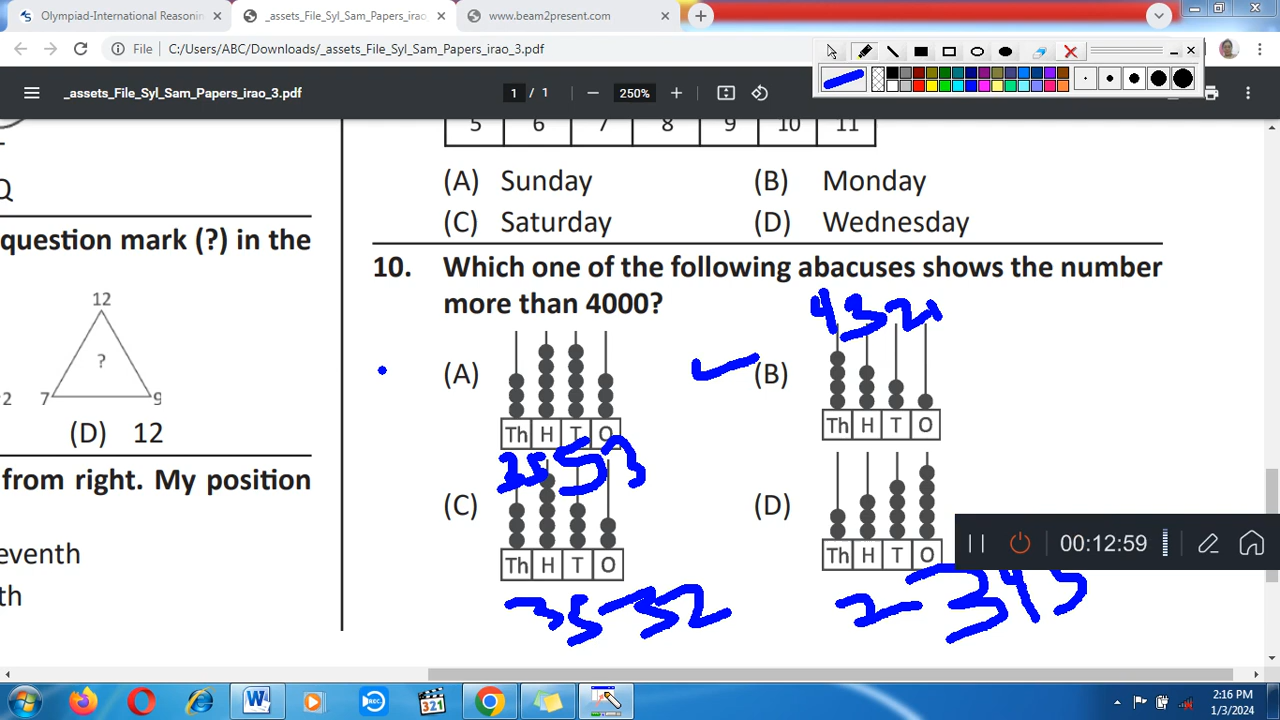 Olympiad-International Reasonin
_assets_File_Syl_Sam_Papers_irao
www.beam2present.com
File C:/Users/ABC/Downloads/_assets_File_Syl_Sam_Papers_irao_3.pdf
_assets_File_Syl_Sam_Papers_irao_3.pdf 1 / 1 250%
5 6 7 8 9 10 11
(A) Sunday (B) Monday
(C) Saturday (D) Wednesday
Q
question mark (?) in the
12
?
2 7 9
(D) 12
from right. My position
eventh
th
10. Which one of the following abacuses shows the number
more than 4000?
4321
(A) (B)
Th H T O Th H T O
3553
(C) (D)
Th H T O Th H T O
3532 2345
00:12:59
2:16 PM
1/3/2024